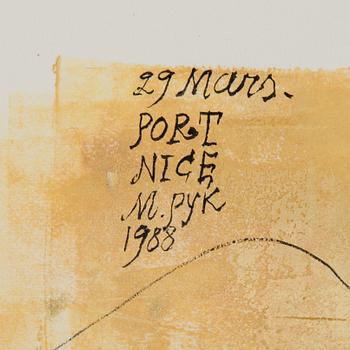 29 Mars.
PORT
NICE
M. PYK
1988